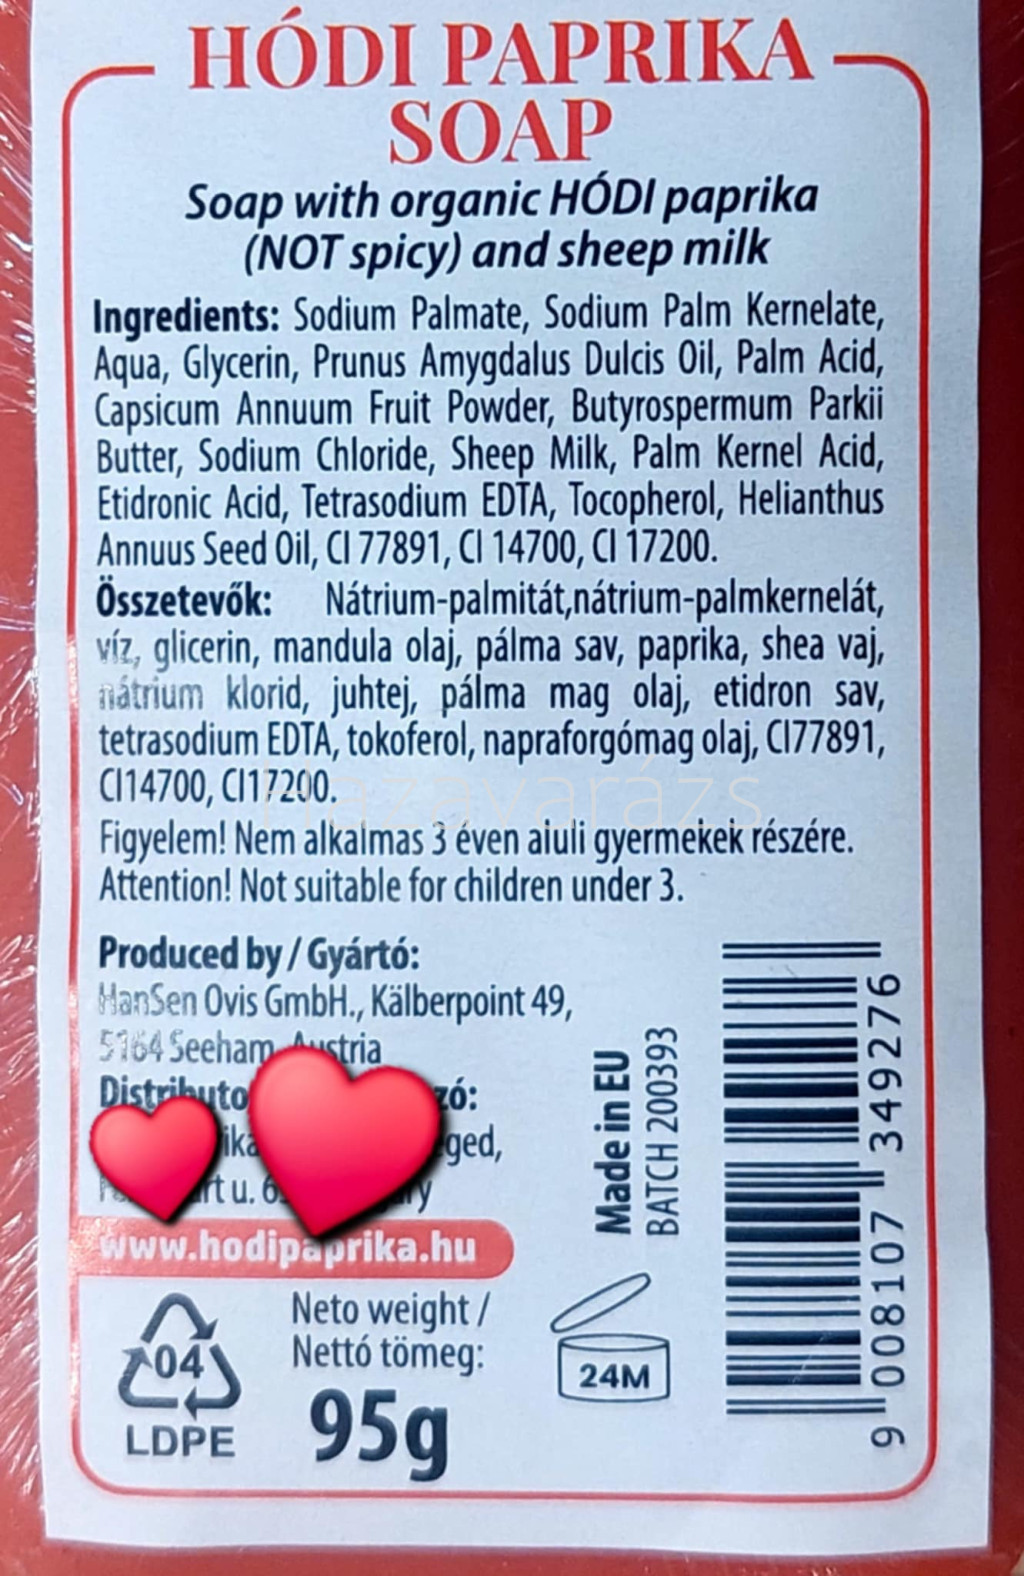 HÓDI PAPRIKA
SOAP
Soap with organic HÓDI paprika
(NOT spicy) and sheep milk
Ingredients: Sodium Palmate, Sodium Palm Kernelate,
Aqua, Glycerin, Prunus Amygdalus Dulcis Oil, Palm Acid,
Capsicum Annuum Fruit Powder, Butyrospermum Parkii
Butter, Sodium Chloride, Sheep Milk, Palm Kernel Acid,
Etidronic Acid, Tetrasodium EDTA, Tocopherol, Helianthus
Annuus Seed Oil, CI 77891, CI 14700, CI 17200.
Összetevők: Nátrium-palmitát,nátrium-palmkernelát,
víz, glicerin, mandula olaj, pálma sav, paprika, shea vaj,
nátrium klorid, juhtej, pálma mag olaj, etidron sav,
tetrasodium EDTA, tokoferol, napraforgómag olaj, CI77891,
CI14700, CI17200.
Hazavarázs
Figyelem! Nem alkalmas 3 éven aluli gyermekek részére.
Attention! Not suitable for children under 3.
Produced by / Gyártó:
HanSen Ovis GmbH., Kälberpoint 49,
5164 Seeham, Austria
u.
www.hodipaprika.hu
Made in EU
BATCH 200393
04
LDPE
Neto weight /
Nettó tömeg:
95g
24M
9 008107 349276